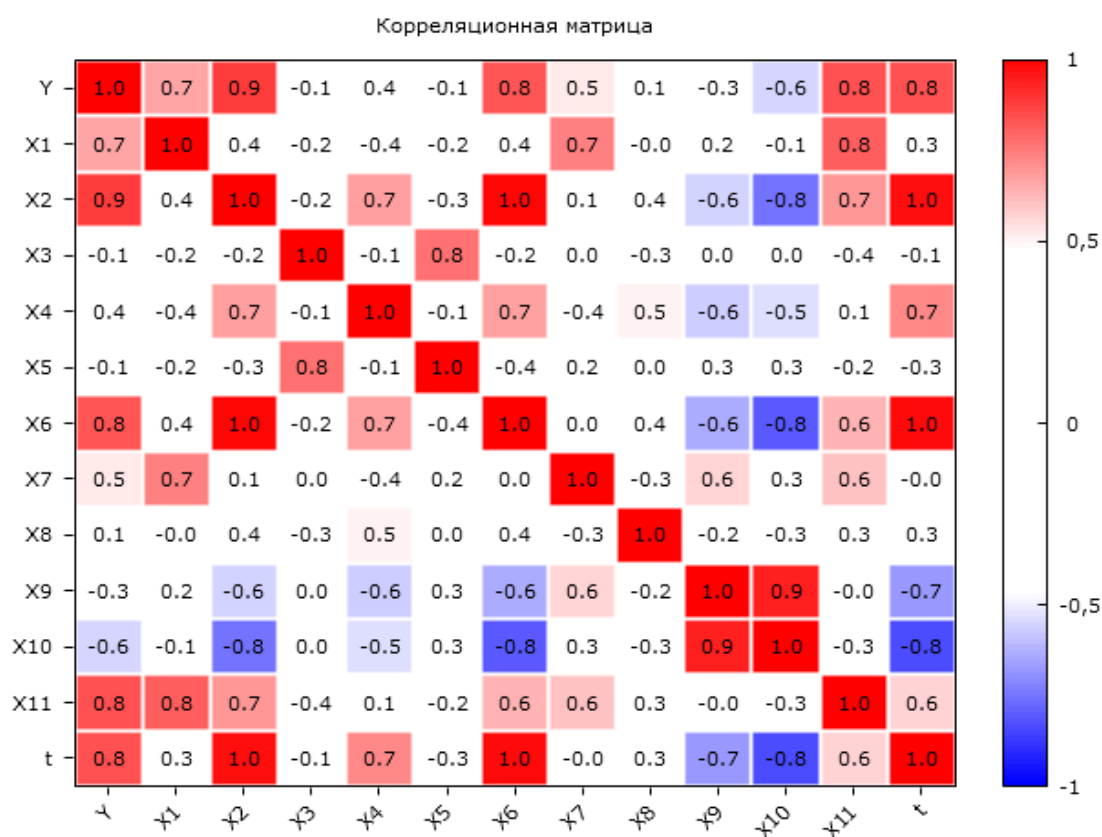 Корреляционная матрица
Y 1.0 0.7 0.9 -0.1 0.4 -0.1 0.8 0.5 0.1 -0.3 -0.6 0.8 0.8
X1 0.7 1.0 0.4 -0.2 -0.4 -0.2 0.4 0.7 -0.0 0.2 -0.1 0.8 0.3
X2 0.9 0.4 1.0 -0.2 0.7 -0.3 1.0 0.1 0.4 -0.6 -0.8 0.7 1.0
X3 -0.1 -0.2 -0.2 1.0 -0.1 0.8 -0.2 0.0 -0.3 0.0 0.0 -0.4 -0.1
X4 0.4 -0.4 0.7 -0.1 1.0 -0.1 0.7 -0.4 0.5 -0.6 -0.5 0.1 0.7
X5 -0.1 -0.2 -0.3 0.8 -0.1 1.0 -0.4 0.2 0.0 0.3 0.3 -0.2 -0.3
X6 0.8 0.4 1.0 -0.2 0.7 -0.4 1.0 0.0 0.4 -0.6 -0.8 0.6 1.0
X7 0.5 0.7 0.1 0.0 -0.4 0.2 0.0 1.0 -0.3 0.6 0.3 0.6 -0.0
X8 0.1 -0.0 0.4 -0.3 0.5 0.0 0.4 -0.3 1.0 -0.2 -0.3 0.3 0.3
X9 -0.3 0.2 -0.6 0.0 -0.6 0.3 -0.6 0.6 -0.2 1.0 0.9 -0.0 -0.7
X10 -0.6 -0.1 -0.8 0.0 -0.5 0.3 -0.8 0.3 -0.3 0.9 1.0 -0.3 -0.8
X11 0.8 0.8 0.7 -0.4 0.1 -0.2 0.6 0.6 0.3 -0.0 -0.3 1.0 0.6
t 0.8 0.3 1.0 -0.1 0.7 -0.3 1.0 -0.0 0.3 -0.7 -0.8 0.6 1.0
Y X1 X2 X3 X4 X5 X6 X7 X8 X9 X10 X11 t
1
0,5
0
-0,5
-1